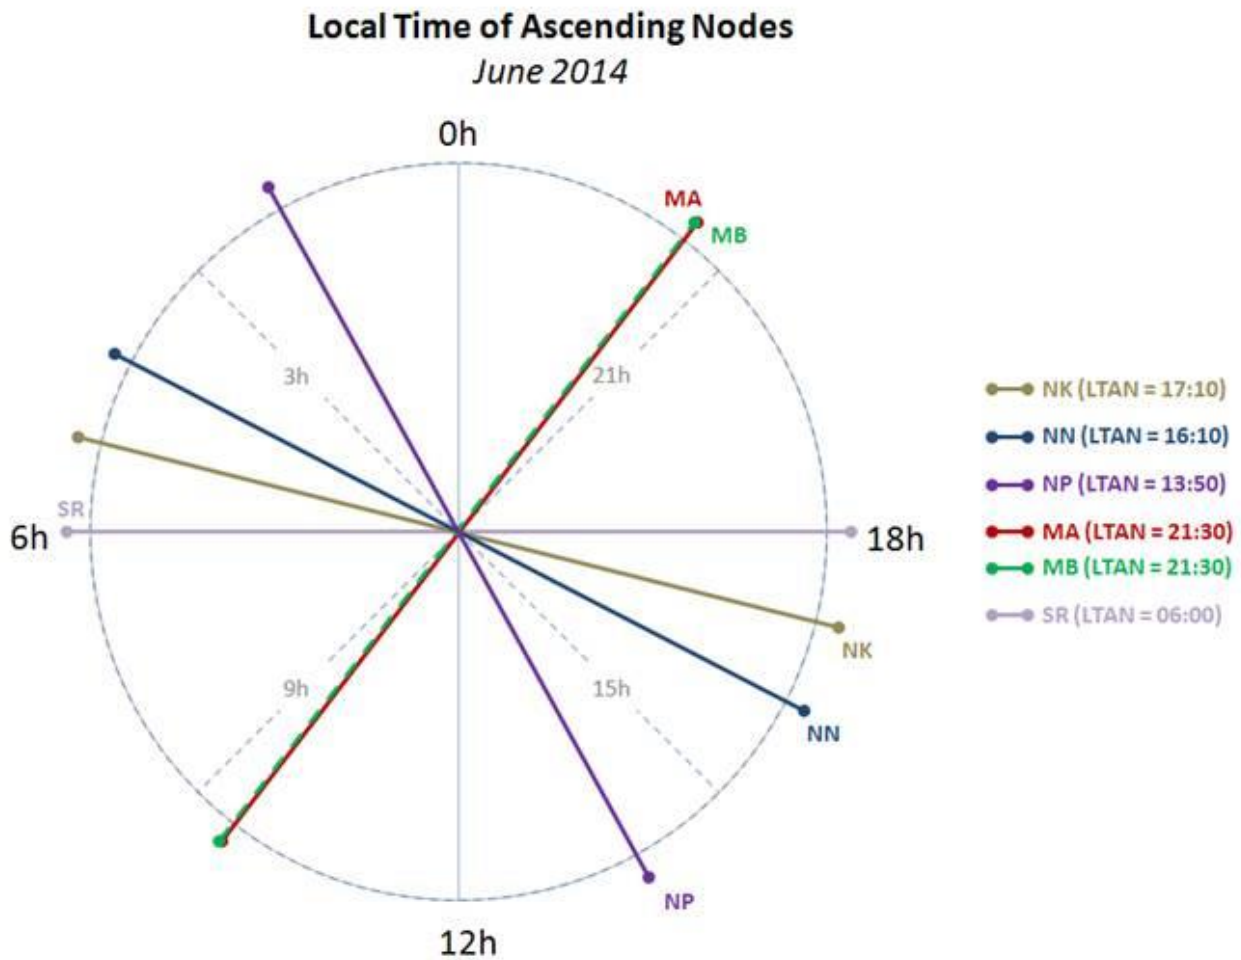 Local Time of Ascending Nodes
June 2014
0h
MA
MB
3h
21h
NK (LTAN = 17:10)
NN (LTAN = 16:10)
NP (LTAN = 13:50)
SR
6h
18h
MA (LTAN = 21:30)
MB (LTAN = 21:30)
SR (LTAN = 06:00)
NK
9h
15h
NN
NP
12h